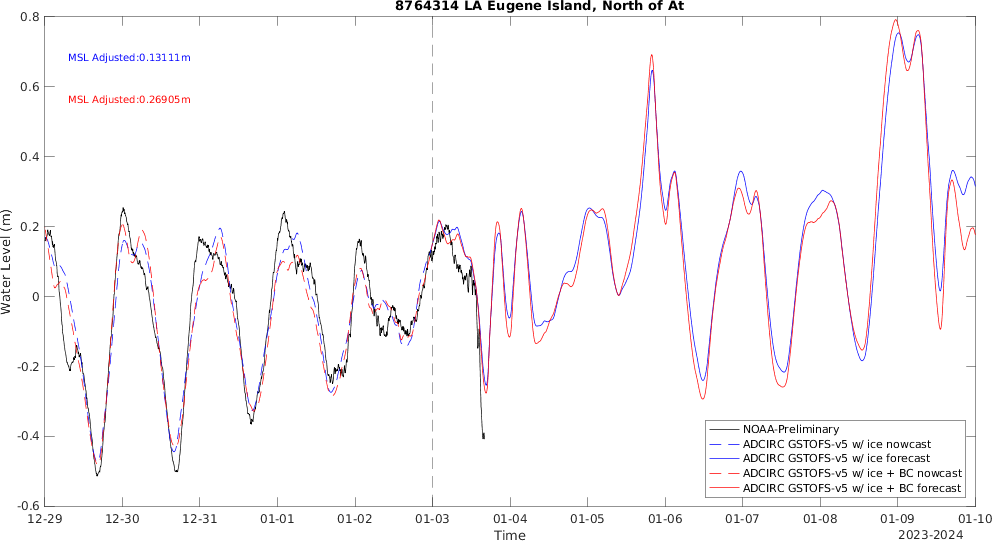 8764314 LA Eugene Island, North of At
MSL Adjusted:0.13111m
MSL Adjusted:0.26905m
Water Level (m)
0.8
0.6
0.4
0.2
0
-0.2
-0.4
-0.6
NOAA-Preliminary
ADCIRC GSTOFS-v5 w/ ice nowcast
ADCIRC GSTOFS-v5 w/ ice forecast
ADCIRC GSTOFS-v5 w/ ice + BC nowcast
ADCIRC GSTOFS-v5 w/ ice + BC forecast
12-29 12-30 12-31 01-01 01-02 01-03 01-04 01-05 01-06 01-07 01-08 01-09 01-10
Time
2023-2024